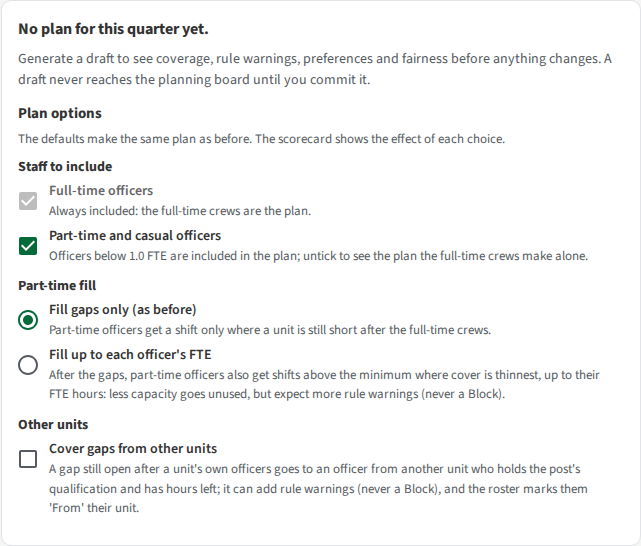 No plan for this quarter yet.
Generate a draft to see coverage, rule warnings, preferences and fairness before anything changes. A
draft never reaches the planning board until you commit it.
Plan options
The defaults make the same plan as before. The scorecard shows the effect of each choice.
Staff to include
Full-time officers
Always included: the full-time crews are the plan.
Part-time and casual officers
Officers below 1.0 FTE are included in the plan; untick to see the plan the full-time crews make alone.
Part-time fill
Fill gaps only (as before)
Part-time officers get a shift only where a unit is still short after the full-time crews.
Fill up to each officer's FTE
After the gaps, part-time officers also get shifts above the minimum where cover is thinnest, up to their
FTE hours: less capacity goes unused, but expect more rule warnings (never a Block).
Other units
Cover gaps from other units
A gap still open after a unit's own officers goes to an officer from another unit who holds the post's
qualification and has hours left; it can add rule warnings (never a Block), and the roster marks them
'From' their unit.